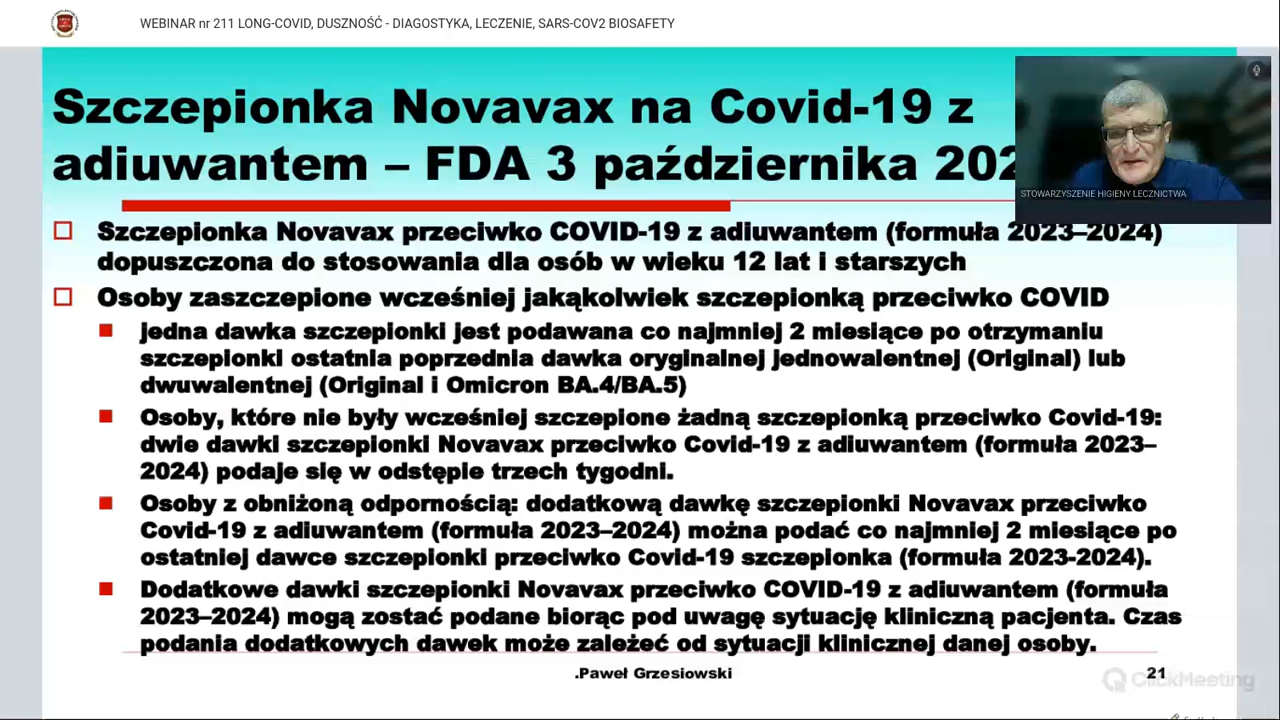 WEBINAR nr 211 LONG-COVID, DUSZNOŚĆ - DIAGOSTYKA, LECZENIE, SARS-COV2 BIOSAFETY
Szczepionka Novavax na Covid-19 z
adiuwantem – FDA 3 października
STOWARZYSZENIE HIGIENY LECZNICTWA
Szczepionka Novavax przeciwko COVID-19 z adiuwantem (formuła 2023–2024)
dopuszczona do stosowania dla osób w wieku 12 lat i starszych
Osoby zaszczepione wcześniej jakąkolwiek szczepionką przeciwko COVID
jedna dawka szczepionki jest podawana co najmniej 2 miesiące po otrzymaniu
szczepionki ostatnia poprzednia dawka oryginalnej jednowalentnej (Original) lub
dwuwalentnej (Original i Omicron BA.4/BA.5)
Osoby, które nie były wcześniej szczepione żadną szczepionką przeciwko Covid-19:
dwie dawki szczepionki Novavax przeciwko Covid-19 z adiuwantem (formuła 2023–
2024) podaje się w odstępie trzech tygodni.
Osoby z obniżoną odpornością: dodatkową dawkę szczepionki Novavax przeciwko
Covid-19 z adiuwantem (formuła 2023–2024) można podać co najmniej 2 miesiące po
ostatniej dawce szczepionki przeciwko Covid-19 szczepionka (formuła 2023-2024).
Dodatkowe dawki szczepionki Novavax przeciwko COVID-19 z adiuwantem (formuła
2023–2024) mogą zostać podane biorąc pod uwagę sytuację kliniczną pacjenta. Czas
podania dodatkowych dawek może zależeć od sytuacji klinicznej danej osoby.
.Paweł Grzesiowski
21
ClickMeeting